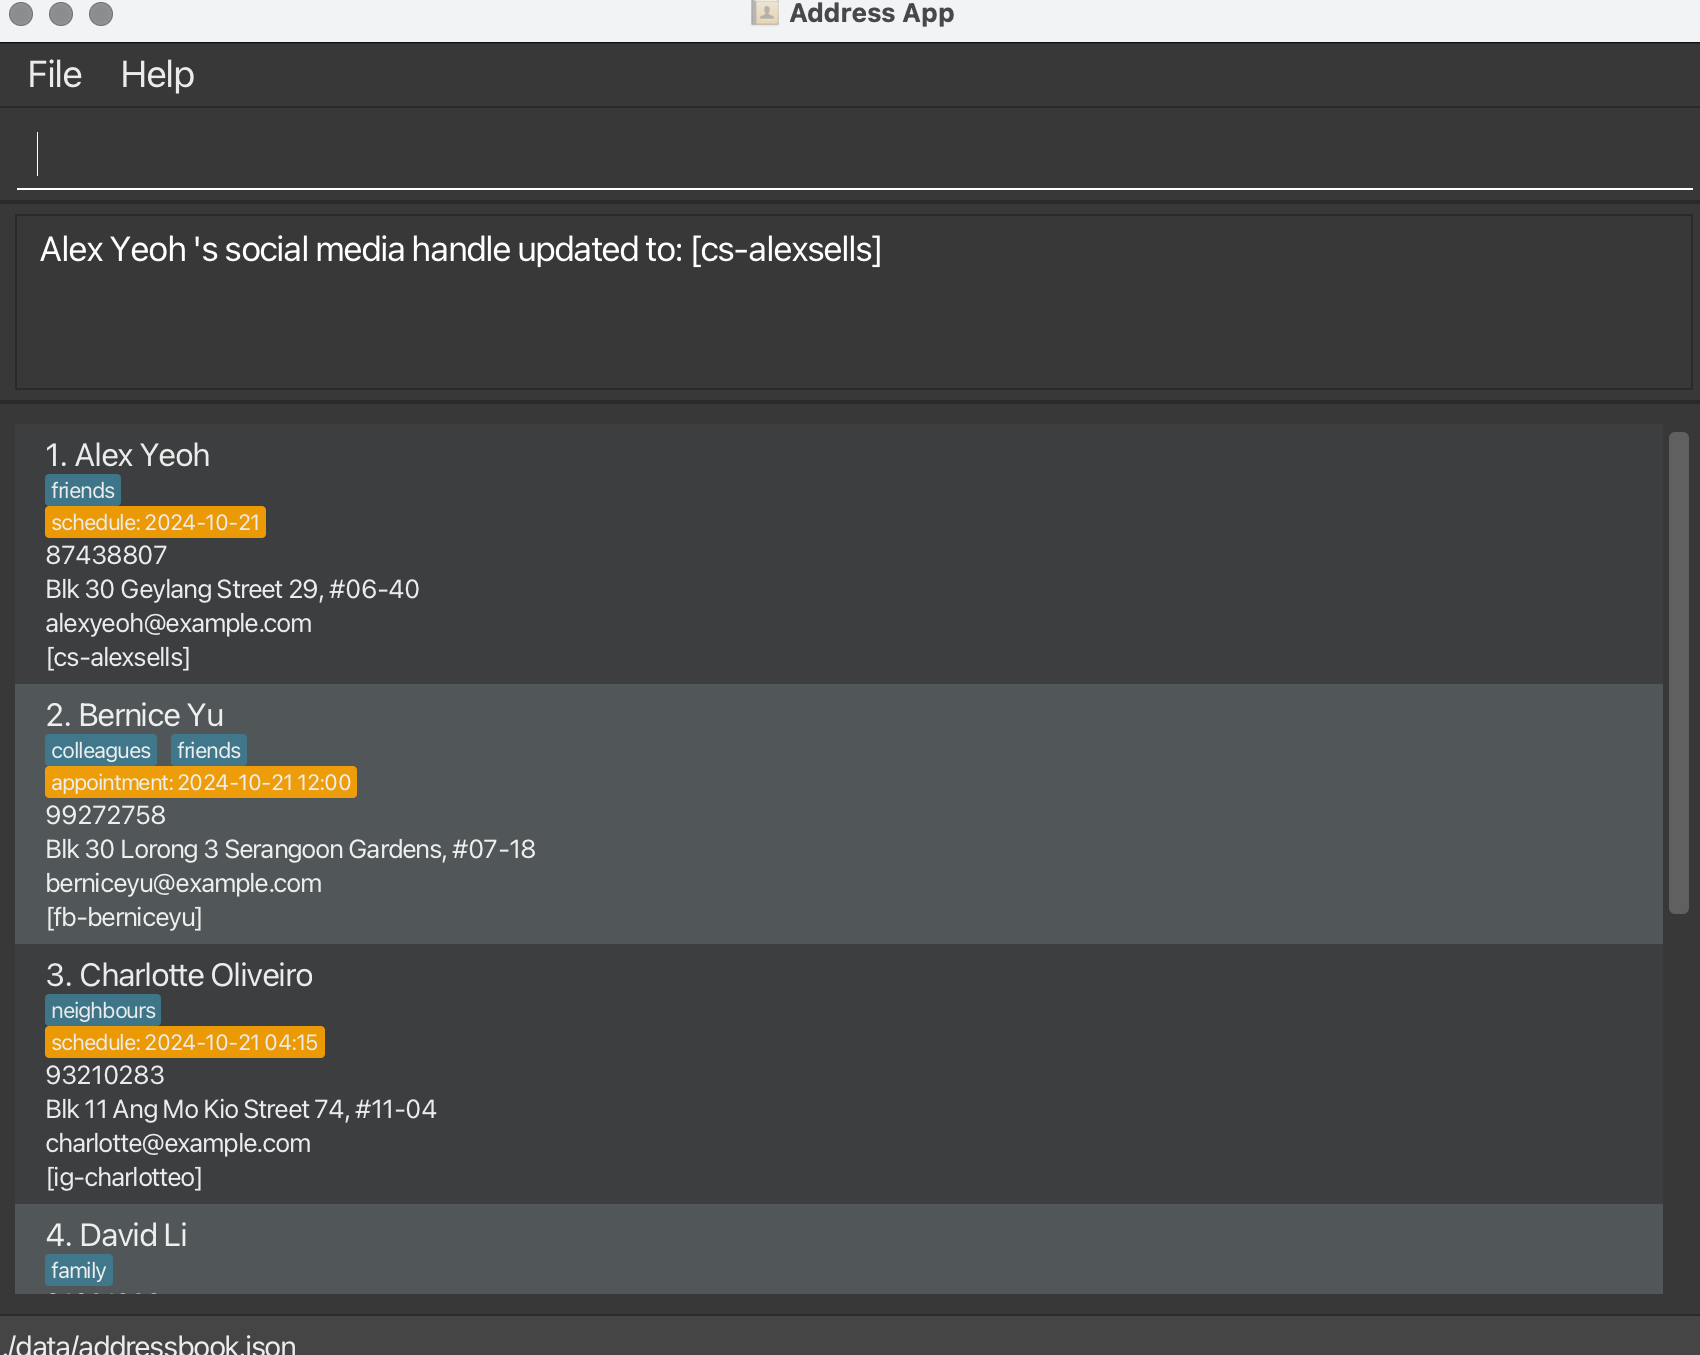 Address App
File Help
Alex Yeoh 's social media handle updated to: [cs-alexsells]
1. Alex Yeoh
friends
schedule: 2024-10-21
87438807
Blk 30 Geylang Street 29, #06-40
alexyeoh@example.com
[cs-alexsells]
2. Bernice Yu
colleagues friends
appointment: 2024-10-21 12:00
99272758
Blk 30 Lorong 3 Serangoon Gardens, #07-18
berniceyu@example.com
[fb-berniceyu]
3. Charlotte Oliveiro
neighbours
schedule: 2024-10-21 04:15
93210283
Blk 11 Ang Mo Kio Street 74, #11-04
charlotte@example.com
[ig-charlotteo]
4. David Li
family
./data/addressbook.json